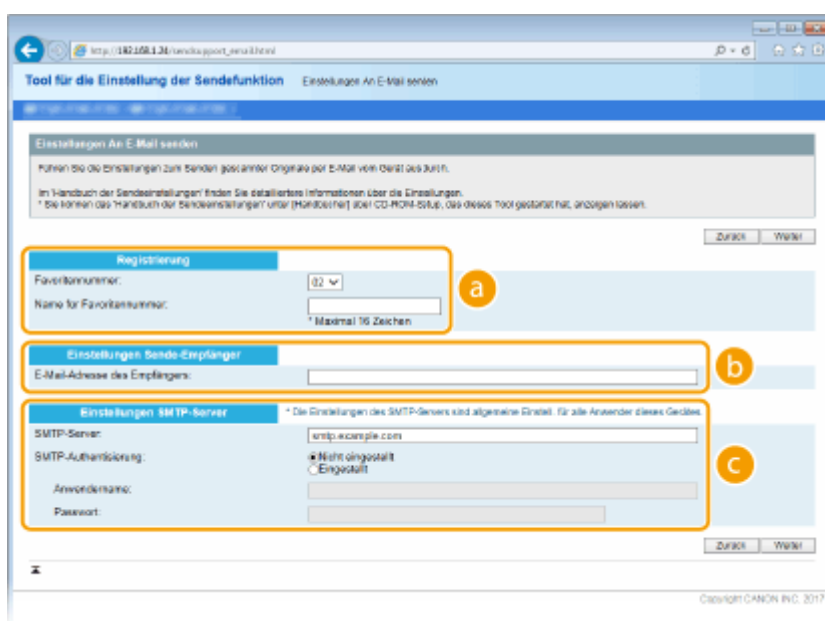 http://192.168.1.20/sendsupport_email.html
Tool für die Einstellung der Sendefunktion Einstellungen An E-Mail senden
Einstellungen An E-Mail senden
Führen Sie die Einstellungen zum Senden gescannter Originale per E-Mail vom Gerät aus durch.
Im 'Handbuch der Sendeeinstellungen' finden Sie detailliertere Informationen über die Einstellungen.
* Sie können das 'Handbuch der Sendeeinstellungen' unter [Handbücher] über CD-ROM-Setup, das dieses Tool gestartet hat, anzeigen lassen.
Zurück Weiter
Registrierung
Favoritennummer: 02
a
Name for Favoritennummer:
* Maximal 16 Zeichen
Einstellungen Sende-Empfänger
b
E-Mail-Adresse des Empfängers:
Einstellungen SMTP-Server * Die Einstellungen des SMTP-Servers sind allgemeine Einstell. für alle Anwender dieses Gerätes.
SMTP-Server: smtp.example.com
SMTP-Authentisierung: Nicht eingestellt
Eingestellt
c
Anwendername:
Passwort:
Zurück Weiter
Copyright CANON INC. 2017